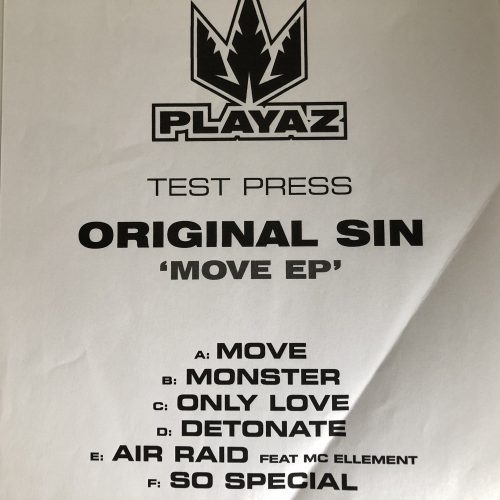 PLAYAZ
TEST PRESS
ORIGINAL SIN
‘MOVE EP’
A: MOVE
B: MONSTER
C: ONLY LOVE
D: DETONATE
E: AIR RAID FEAT MC ELLEMENT
F: SO SPECIAL